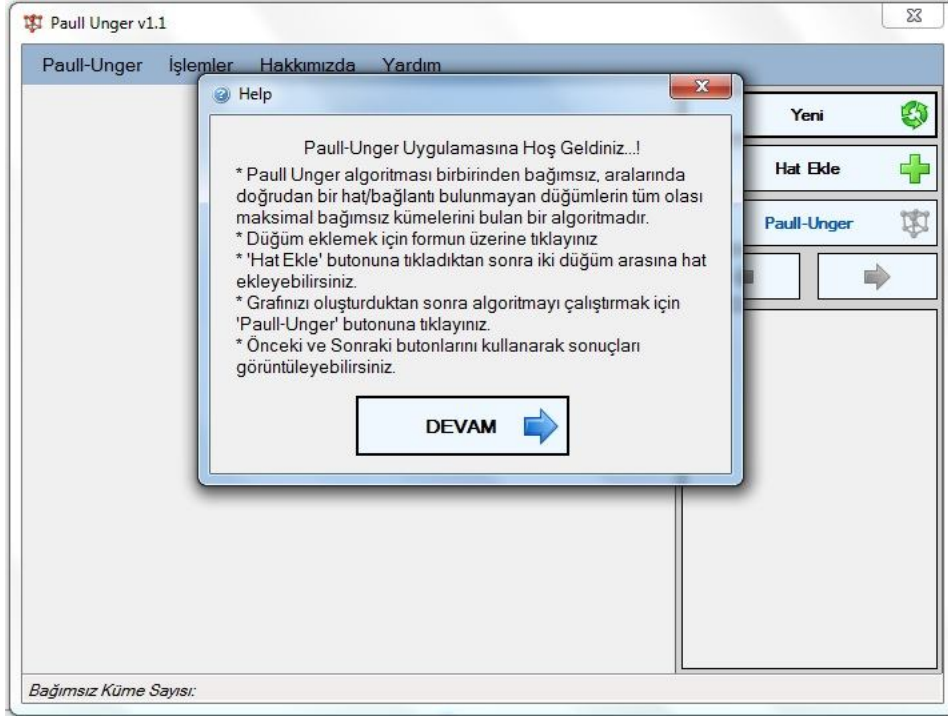 Paull Unger v1.1
Paull-Unger İşlemler Hakkımızda Yardım
Help
Paull-Unger Uygulamasına Hoş Geldiniz...!
* Paull Unger algoritması birbirinden bağımsız, aralarında
doğrudan bir hat/bağlantı bulunmayan düğümlerin tüm olası
maksimal bağımsız kümelerini bulan bir algoritmadır.
* Düğüm eklemek için formun üzerine tıklayınız
* 'Hat Ekle' butonuna tıkladıktan sonra iki düğüm arasına hat
ekleyebilirsiniz.
* Grafınızı oluşturduktan sonra algoritmayı çalıştırmak için
'Paull-Unger' butonuna tıklayınız.
* Önceki ve Sonraki butonlarını kullanarak sonuçları
görüntüleyebilirsiniz.
DEVAM
Yeni
Hat Ekle
Paull-Unger
Bağımsız Küme Sayısı: